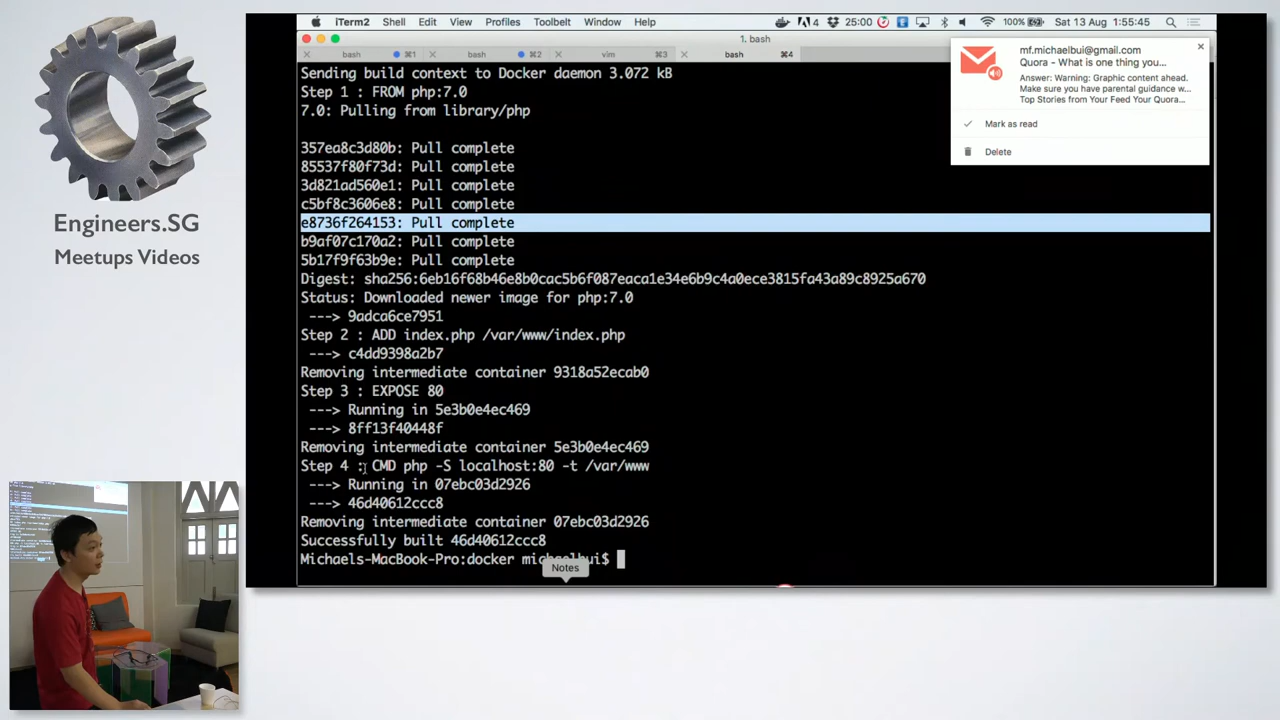 Engineers.SG
Meetups Videos
iTerm2 Shell Edit View Profiles Toolbelt Window Help
4 25:00 100% Sat 13 Aug 1:55:45
1. bash
bash ⌘1 bash ⌘2 vim ⌘3 bash ⌘4
Sending build context to Docker daemon 3.072 kB
Step 1 : FROM php:7.0
7.0: Pulling from library/php
357ea8c3d80b: Pull complete
85537f80f73d: Pull complete
3d821ad560e1: Pull complete
c5bf8c3606e8: Pull complete
e8736f264153: Pull complete
b9af07c170a2: Pull complete
5b17f9f63b9e: Pull complete
Digest: sha256:6eb16f68b46e8b0cac5b6f087eaca1e34e6b9c4a0ece3815fa43a89c8925a670
Status: Downloaded newer image for php:7.0
---> 9adca6ce7951
Step 2 : ADD index.php /var/www/index.php
---> c4dd9398a2b7
Removing intermediate container 9318a52ecab0
Step 3 : EXPOSE 80
---> Running in 5e3b0e4ec469
---> 8ff13f40448f
Removing intermediate container 5e3b0e4ec469
Step 4 : CMD php -S localhost:80 -t /var/www
---> Running in 07ebc03d2926
---> 46d40612ccc8
Removing intermediate container 07ebc03d2926
Successfully built 46d40612ccc8
Michaels-MacBook-Pro:docker michaelbui$
Notes
mf.michaelbui@gmail.com
Quora - What is one thing you...
Answer: Warning: Graphic content ahead.
Make sure you have parental guidance w...
Top Stories from Your Feed Your Quora...
Mark as read
Delete